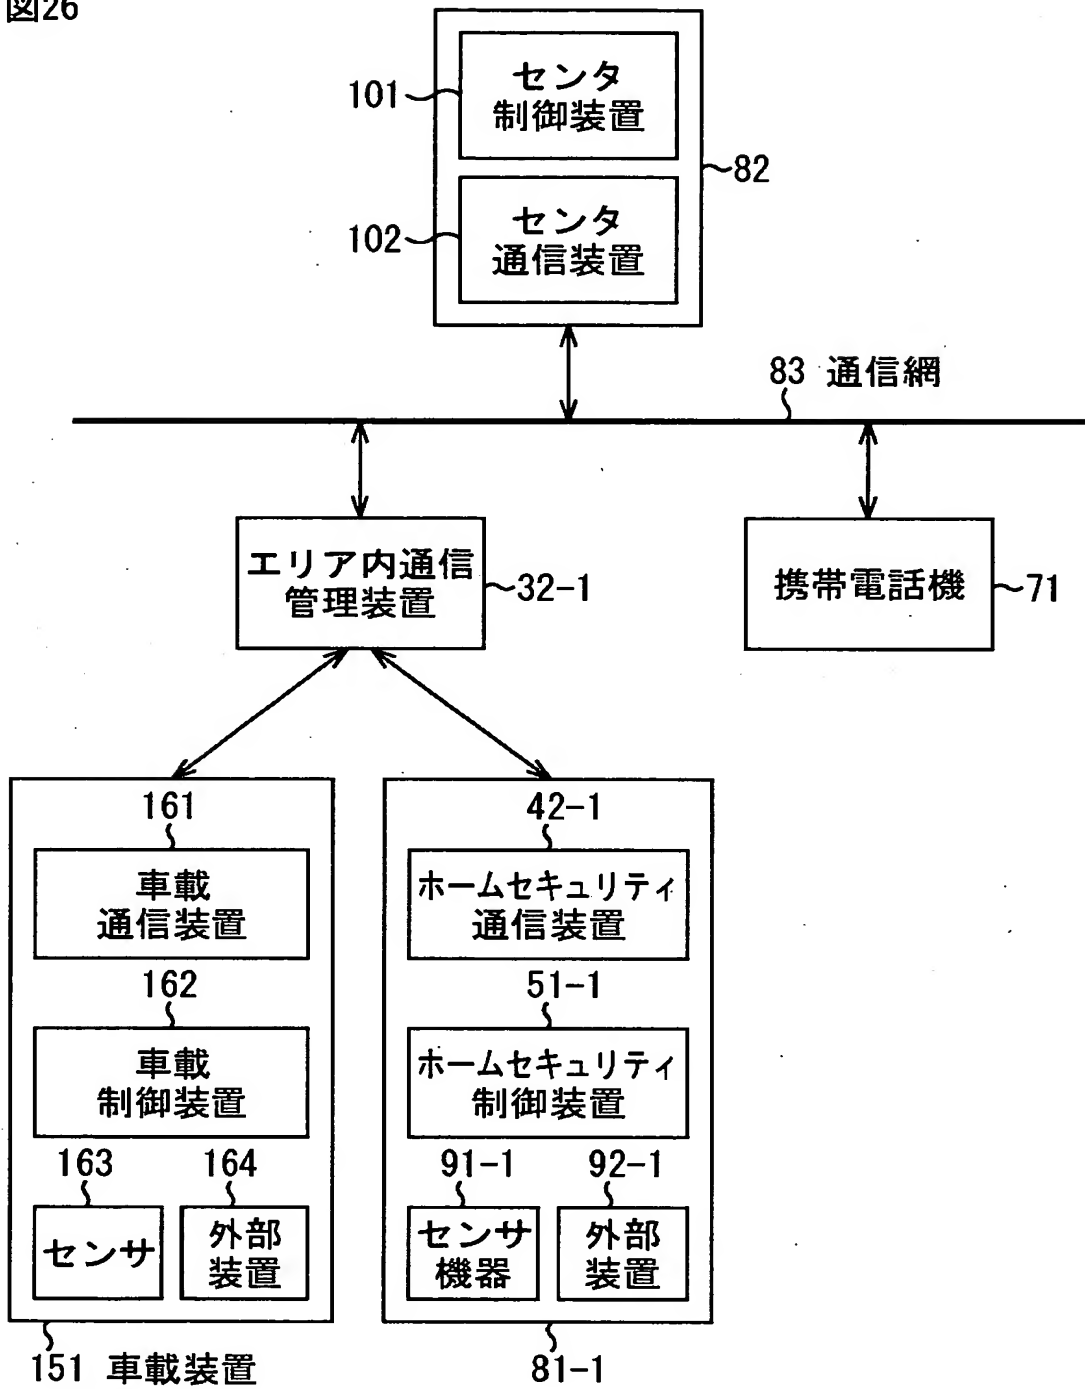 図26
センタ
101
制御装置
82
センタ
102
通信装置
83 通信網
エリア内通信
管理装置
32-1
携帯電話機
71
161
車載
通信装置
162
車載
制御装置
163
164
センサ
外部
装置
151 車載装置
42-1
ホームセキュリティ
通信装置
51-1
ホームセキュリティ
制御装置
91-1
92-1
センサ
機器
外部
装置
81-1